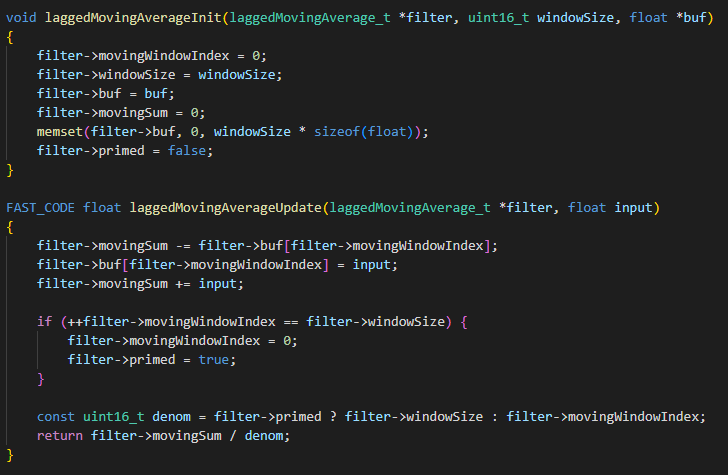 void laggedMovingAverageInit(laggedMovingAverage_t *filter, uint16_t windowSize, float *buf)
{
    filter->movingWindowIndex = 0;
    filter->windowSize = windowSize;
    filter->buf = buf;
    filter->movingSum = 0;
    memset(filter->buf, 0, windowSize * sizeof(float));
    filter->primed = false;
}

FAST_CODE float laggedMovingAverageUpdate(laggedMovingAverage_t *filter, float input)
{
    filter->movingSum -= filter->buf[filter->movingWindowIndex];
    filter->buf[filter->movingWindowIndex] = input;
    filter->movingSum += input;

    if (++filter->movingWindowIndex == filter->windowSize) {
        filter->movingWindowIndex = 0;
        filter->primed = true;
    }

    const uint16_t denom = filter->primed ? filter->windowSize : filter->movingWindowIndex;
    return filter->movingSum / denom;
}